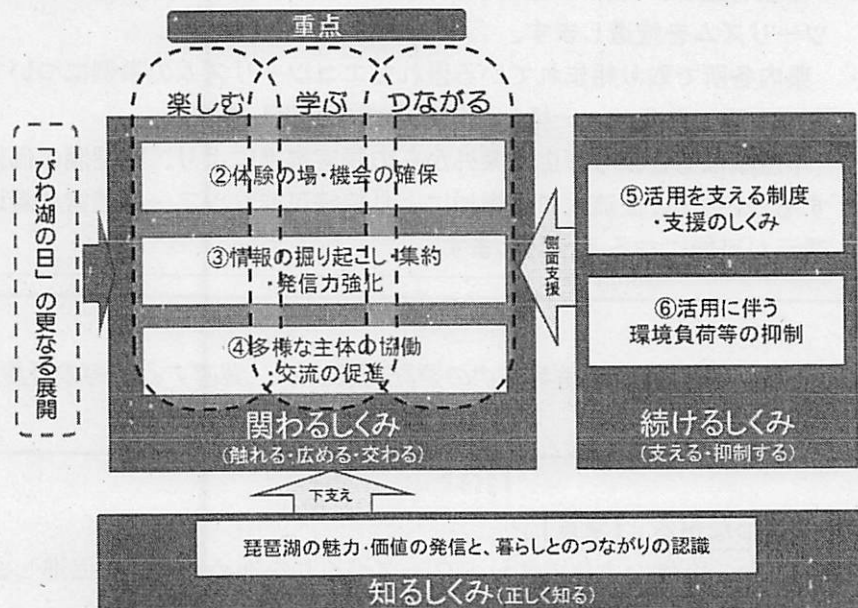 重点
楽しむ 学ぶ つながる
「びわ湖の日」の更なる展開
②体験の場・機会の確保
③情報の掘り起こし・集約
・発信力強化
④多様な主体の協働
交流の促進
関わるしくみ
(触れる・広める・交わる)
側面支援
⑤活用を支える制度
・支援のしくみ
⑥活用に伴う
環境負荷等の抑制
続けるしくみ
(支える・抑制する)
下支え
琵琶湖の魅力・価値の発信と、暮らしとのつながりの認識
知るしくみ(正しく知る)